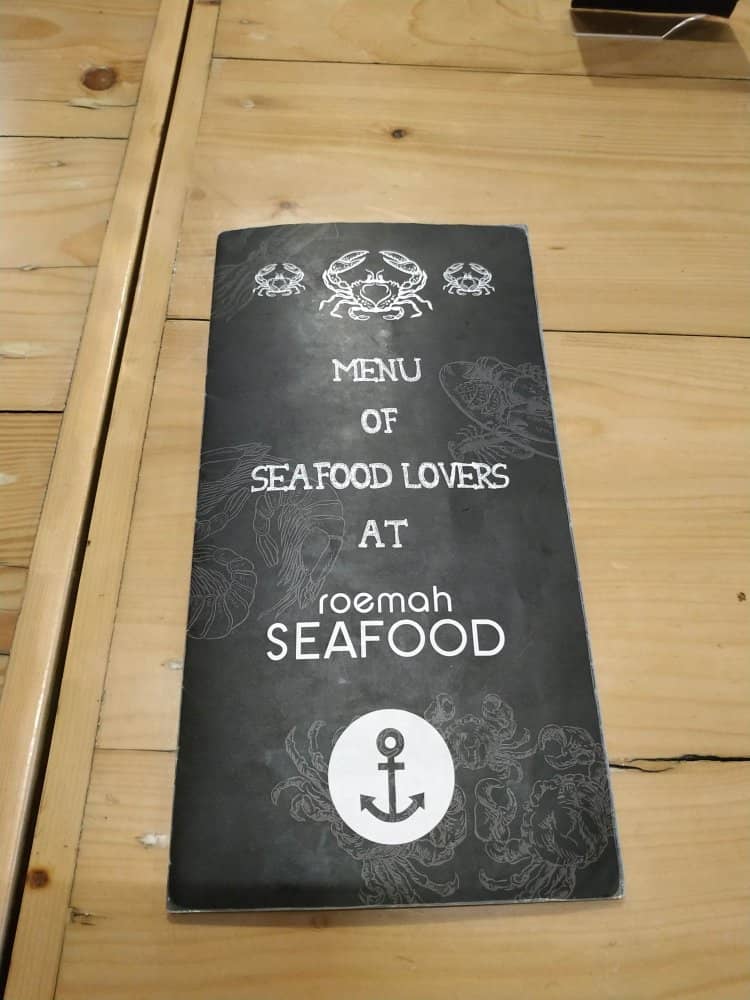 MENU
OF
SEAFOOD LOVERS
AT
roemah
SEAFOOD